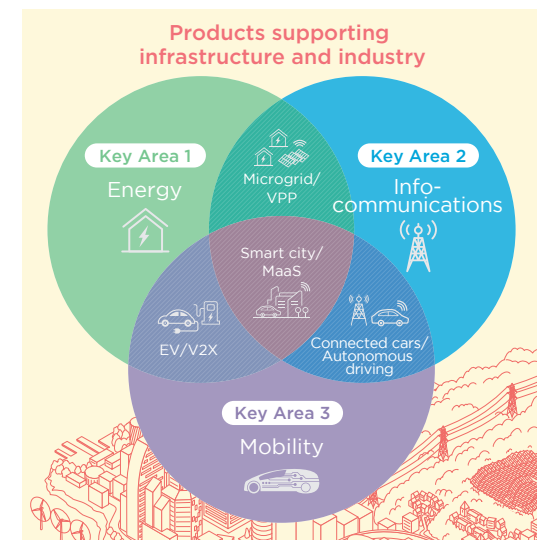 Products supporting
infrastructure and industry
Key Area 1
Energy
Key Area 2
Info-
communications
Microgrid/
VPP
Smart city/
MaaS
EV/V2X
Connected cars/
Autonomous
driving
Key Area 3
Mobility